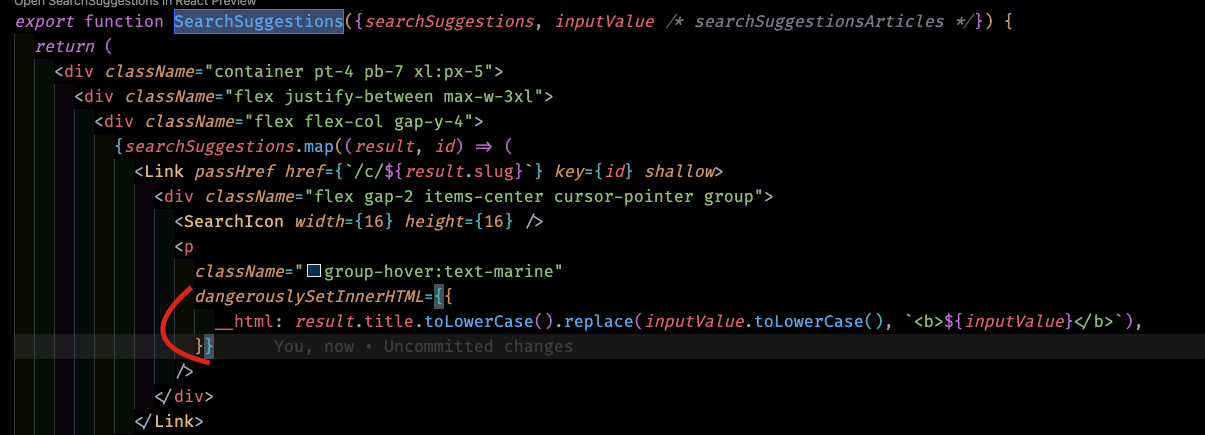 Open SearchSuggestions in React Preview
export function SearchSuggestions({searchSuggestions, inputValue /* searchSuggestionsArticles */}) {
return (
<div className="container pt-4 pb-7 xl:px-5">
<div className="flex justify-between max-w-3xl">
<div className="flex flex-col gap-y-4">
{searchSuggestions.map((result, id) => (
<Link passHref href={`/c/${result.slug}`} key={id} shallow>
<div className="flex gap-2 items-center cursor-pointer group">
<SearchIcon width={16} height={16} />
<p
className="group-hover:text-marine"
dangerouslySetInnerHTML={{
__html: result.title.toLowerCase().replace(inputValue.toLowerCase(), `<b>${inputValue}</b>`),
}} You, now • Uncommitted changes
/>
</div>
</Link>